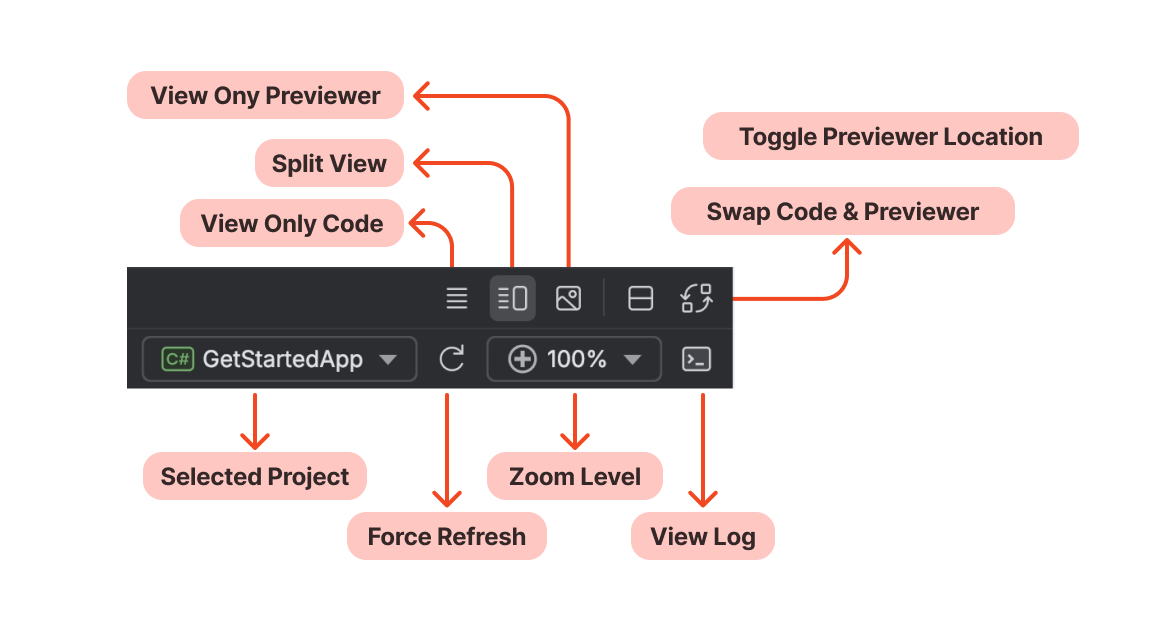 View Ony Previewer
Toggle Previewer Location
Split View
Swap Code & Previewer
View Only Code
C# GetStartedApp
100%
Selected Project
Zoom Level
Force Refresh
View Log